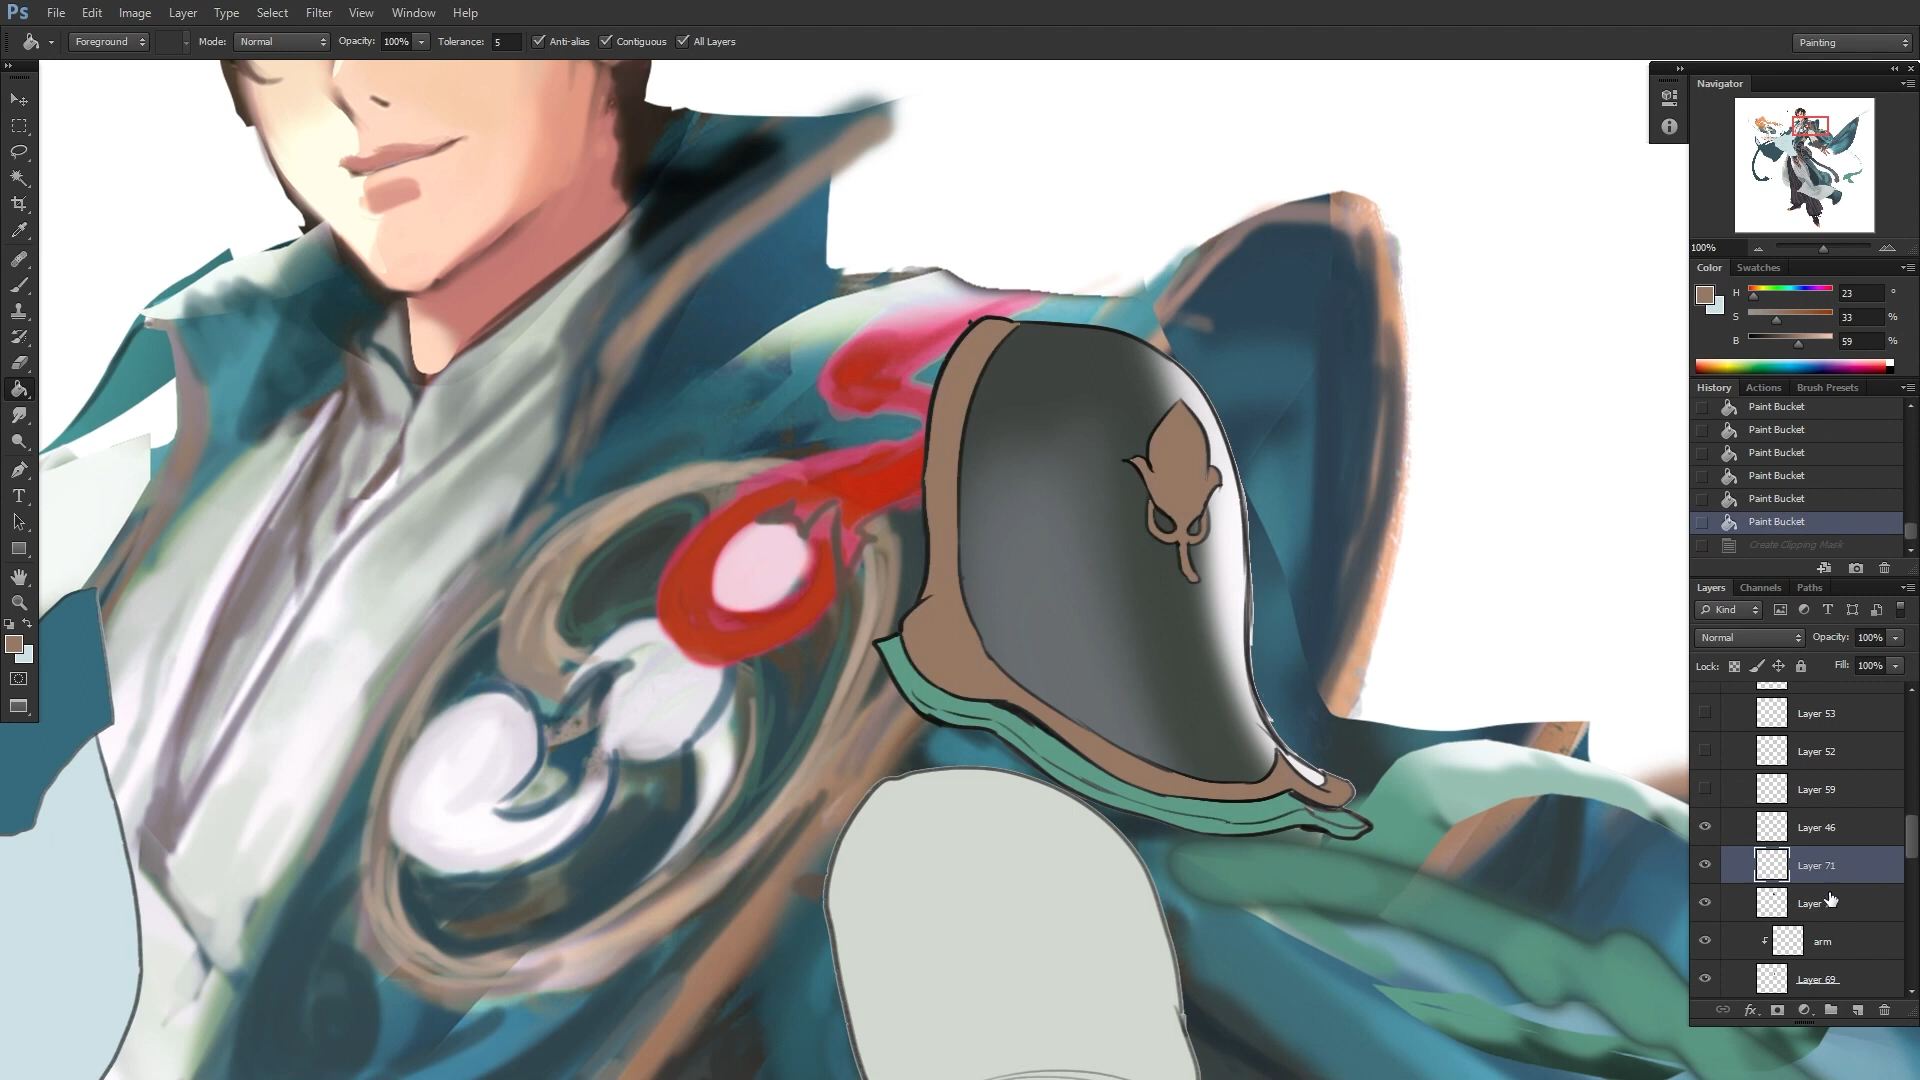 Ps File Edit Image Layer Type Select Filter View Window Help
Foreground Mode: Normal Opacity: 100% Tolerance: 5 Anti-alias Contiguous All Layers Painting
Navigator
100%
Color Swatches
H 23 °
S 33 %
B 59 %
History Actions Brush Presets
Paint Bucket
Paint Bucket
Paint Bucket
Paint Bucket
Paint Bucket
Paint Bucket
Create Clipping Mask
Layers Channels Paths
Kind
Normal Opacity: 100%
Lock: Fill: 100%
Layer 53
Layer 52
Layer 59
Layer 46
Layer 71
Layer
arm
Layer 69